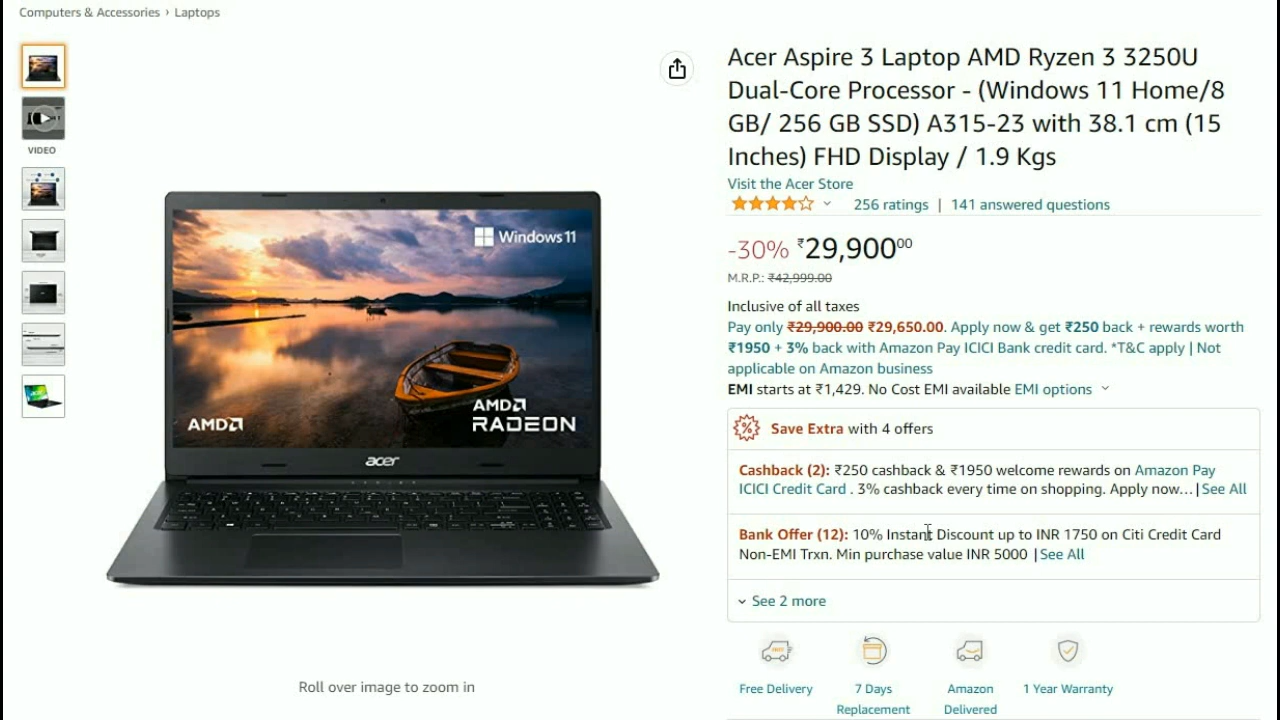 Computers & Accessories › Laptops
VIDEO
Windows 11
AMD
AMD
RADEON
acer
Roll over image to zoom in
Acer Aspire 3 Laptop AMD Ryzen 3 3250U
Dual-Core Processor - (Windows 11 Home/8
GB/ 256 GB SSD) A315-23 with 38.1 cm (15
Inches) FHD Display / 1.9 Kgs
Visit the Acer Store
256 ratings | 141 answered questions
-30% ₹29,90000
M.R.P.: ₹42,999.00
Inclusive of all taxes
Pay only ₹29,900.00 ₹29,650.00. Apply now & get ₹250 back + rewards worth
₹1950 + 3% back with Amazon Pay ICICI Bank credit card. *T&C apply | Not
applicable on Amazon business
EMI starts at ₹1,429. No Cost EMI available EMI options
Save Extra with 4 offers
Cashback (2): ₹250 cashback & ₹1950 welcome rewards on Amazon Pay
ICICI Credit Card . 3% cashback every time on shopping. Apply now... | See All
Bank Offer (12): 10% Instant Discount up to INR 1750 on Citi Credit Card
Non-EMI Trxn. Min purchase value INR 5000 | See All
See 2 more
Free Delivery
7 Days
Replacement
Amazon
Delivered
1 Year Warranty